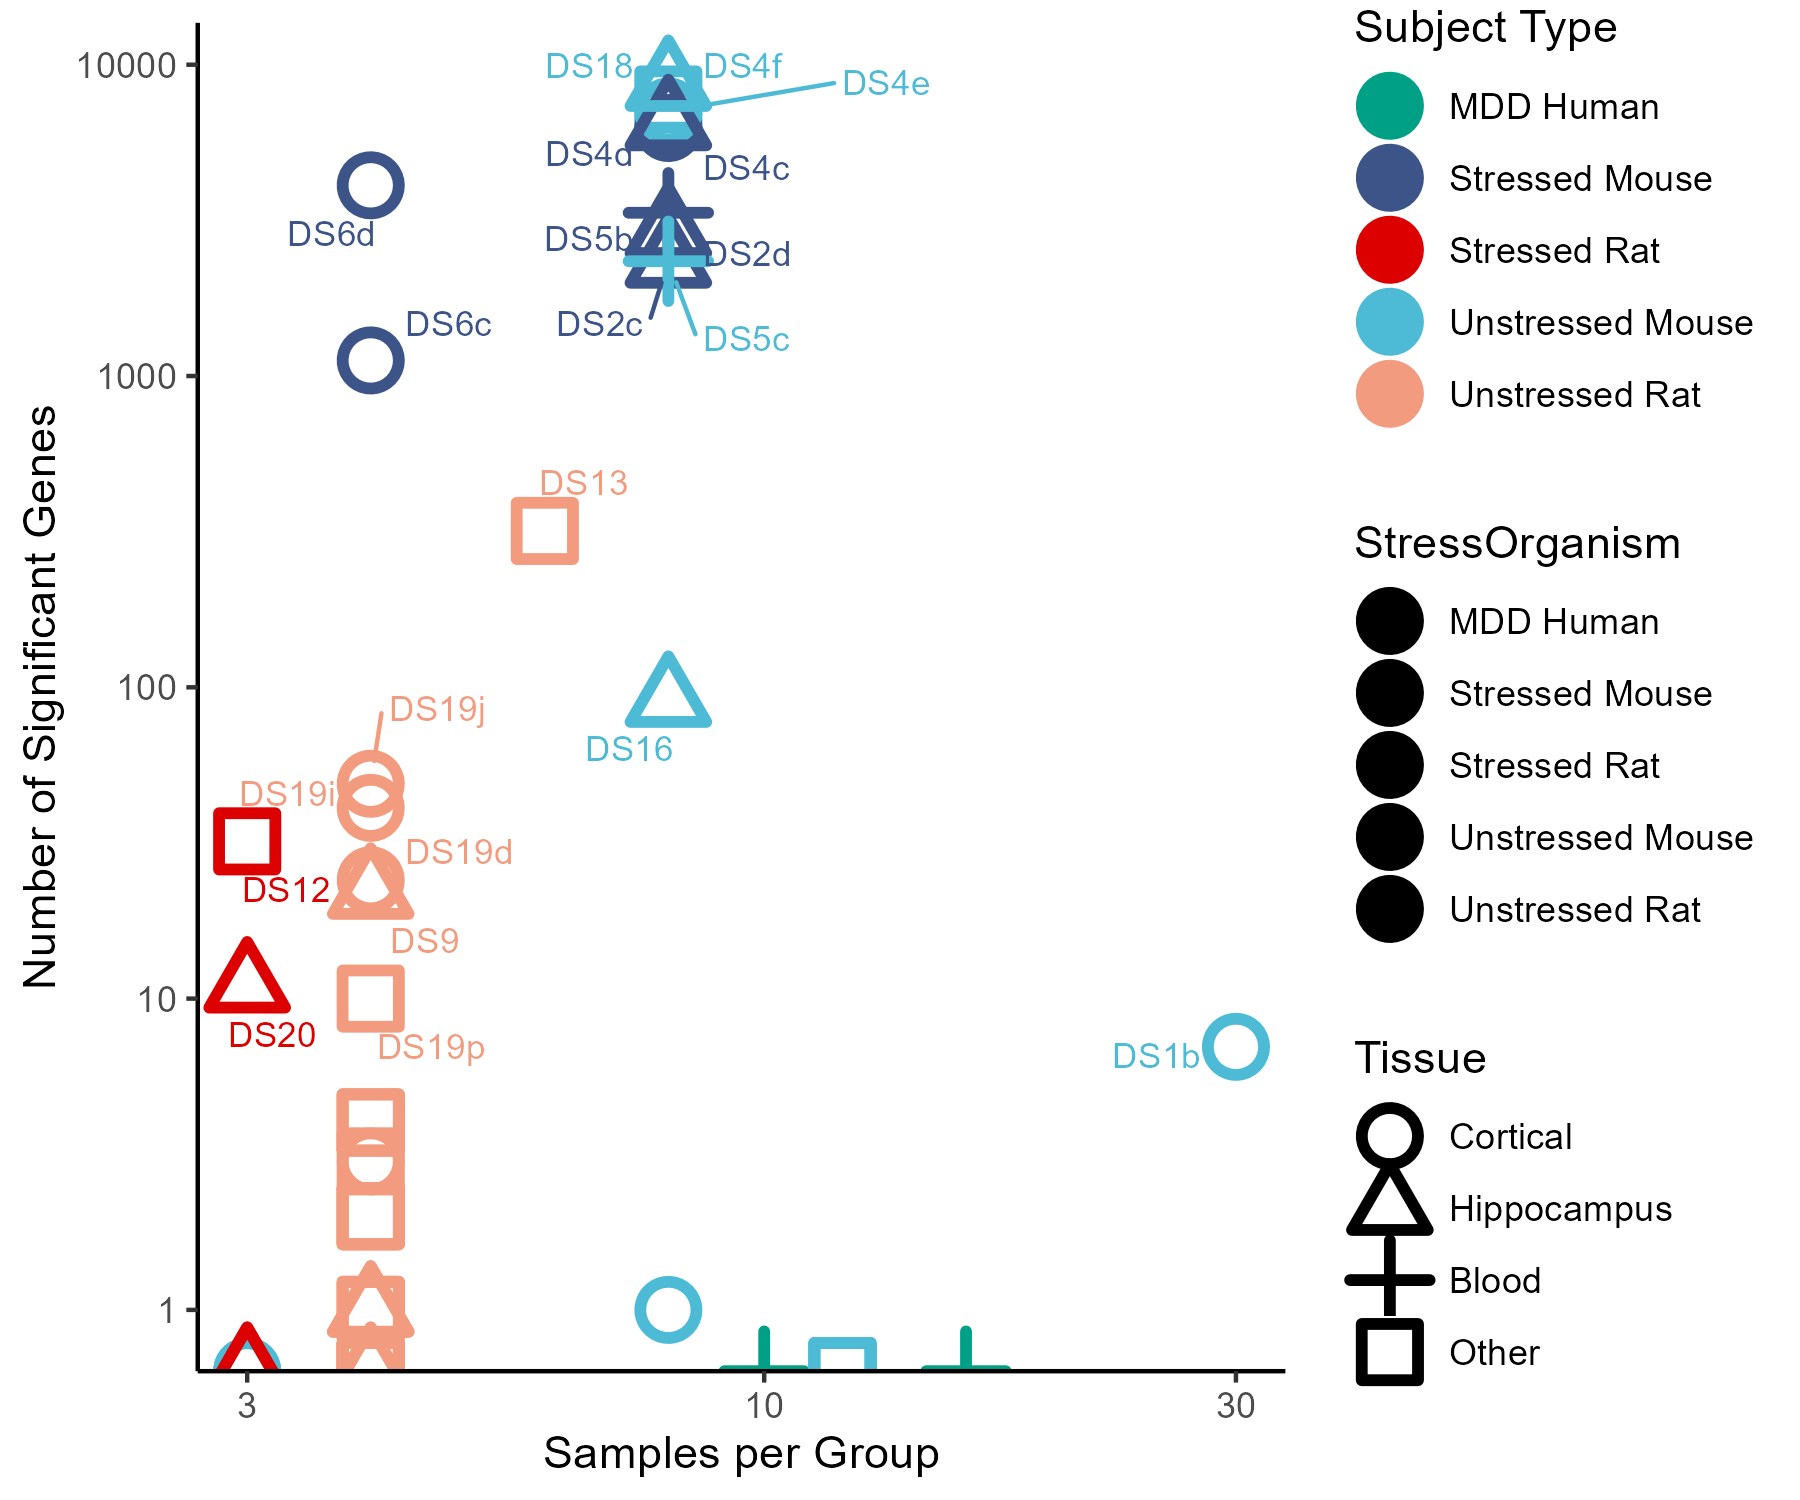 Number of Significant Genes
10000
1000
100
10
1
DS18
DS4f
DS4e
DS4d
DS4c
DS6d
DS5b
DS2d
DS6c
DS2c
DS5c
DS13
DS19j
DS16
DS19i
DS19d
DS12
DS9
DS20
DS19p
DS1b
3
10
30
Samples per Group
Subject Type
MDD Human
Stressed Mouse
Stressed Rat
Unstressed Mouse
Unstressed Rat
StressOrganism
MDD Human
Stressed Mouse
Stressed Rat
Unstressed Mouse
Unstressed Rat
Tissue
Cortical
Hippocampus
Blood
Other